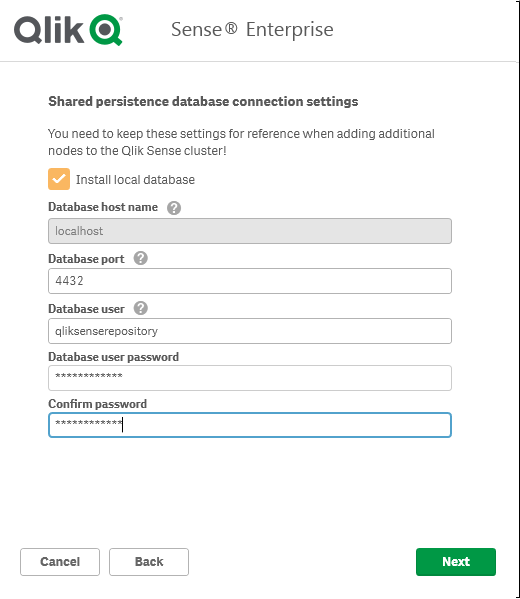 Qlik Q Sense® Enterprise
Shared persistence database connection settings
You need to keep these settings for reference when adding additional
nodes to the Qlik Sense cluster!
Install local database
Database host name ?
localhost
Database port ?
4432
Database user ?
qliksenserepository
Database user password
************
Confirm password
************
Cancel Back Next